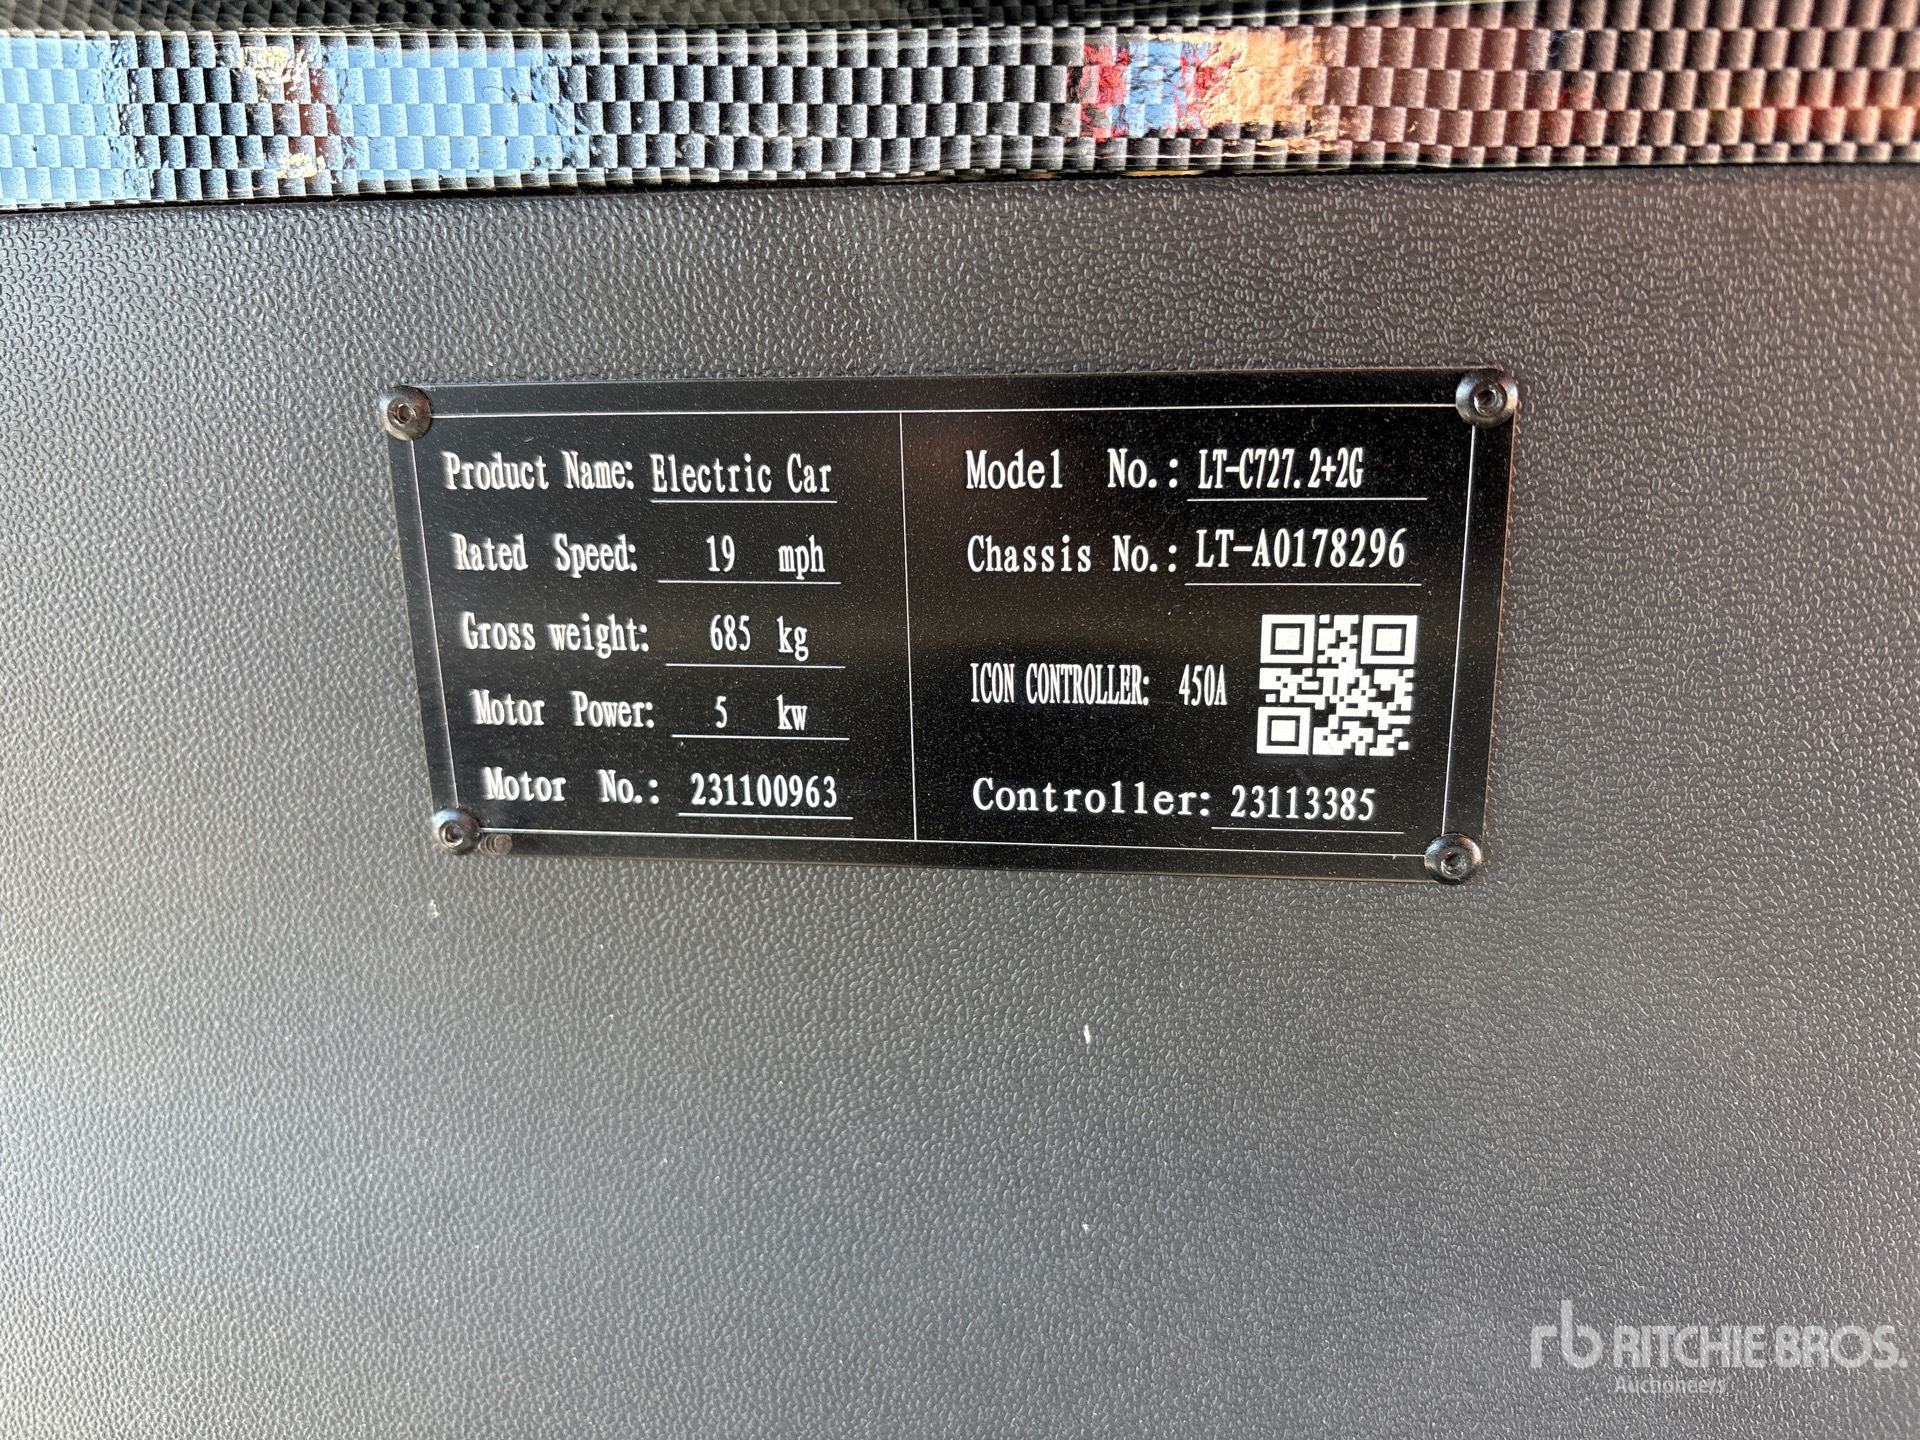 Product Name: Electric Car
Rated Speed: 19 mph
Gross weight: 685 kg
Motor Power: 5 kw
Motor No.: 231100963
Model No.: LT-C727.2+2G
Chassis No.: LT-A0178296
ICON CONTROLLER: 450A
Controller: 23113385
rb RITCHIE BROS.
Auctioneers